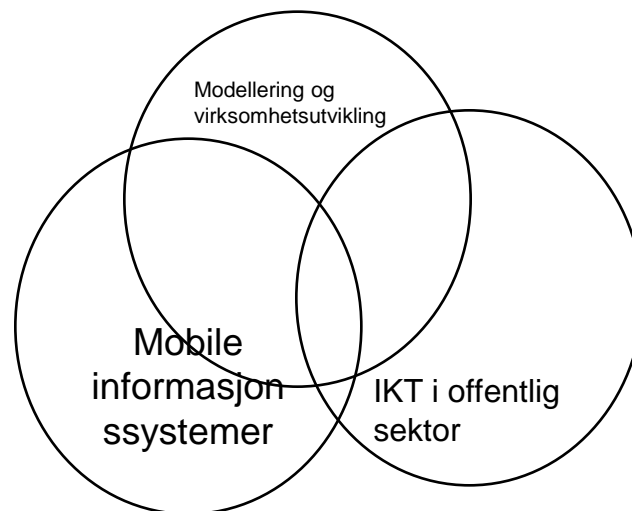 Modellering og
virksomhetsutvikling
Mobile
informasjon
ssystemer
IKT i offentlig
sektor